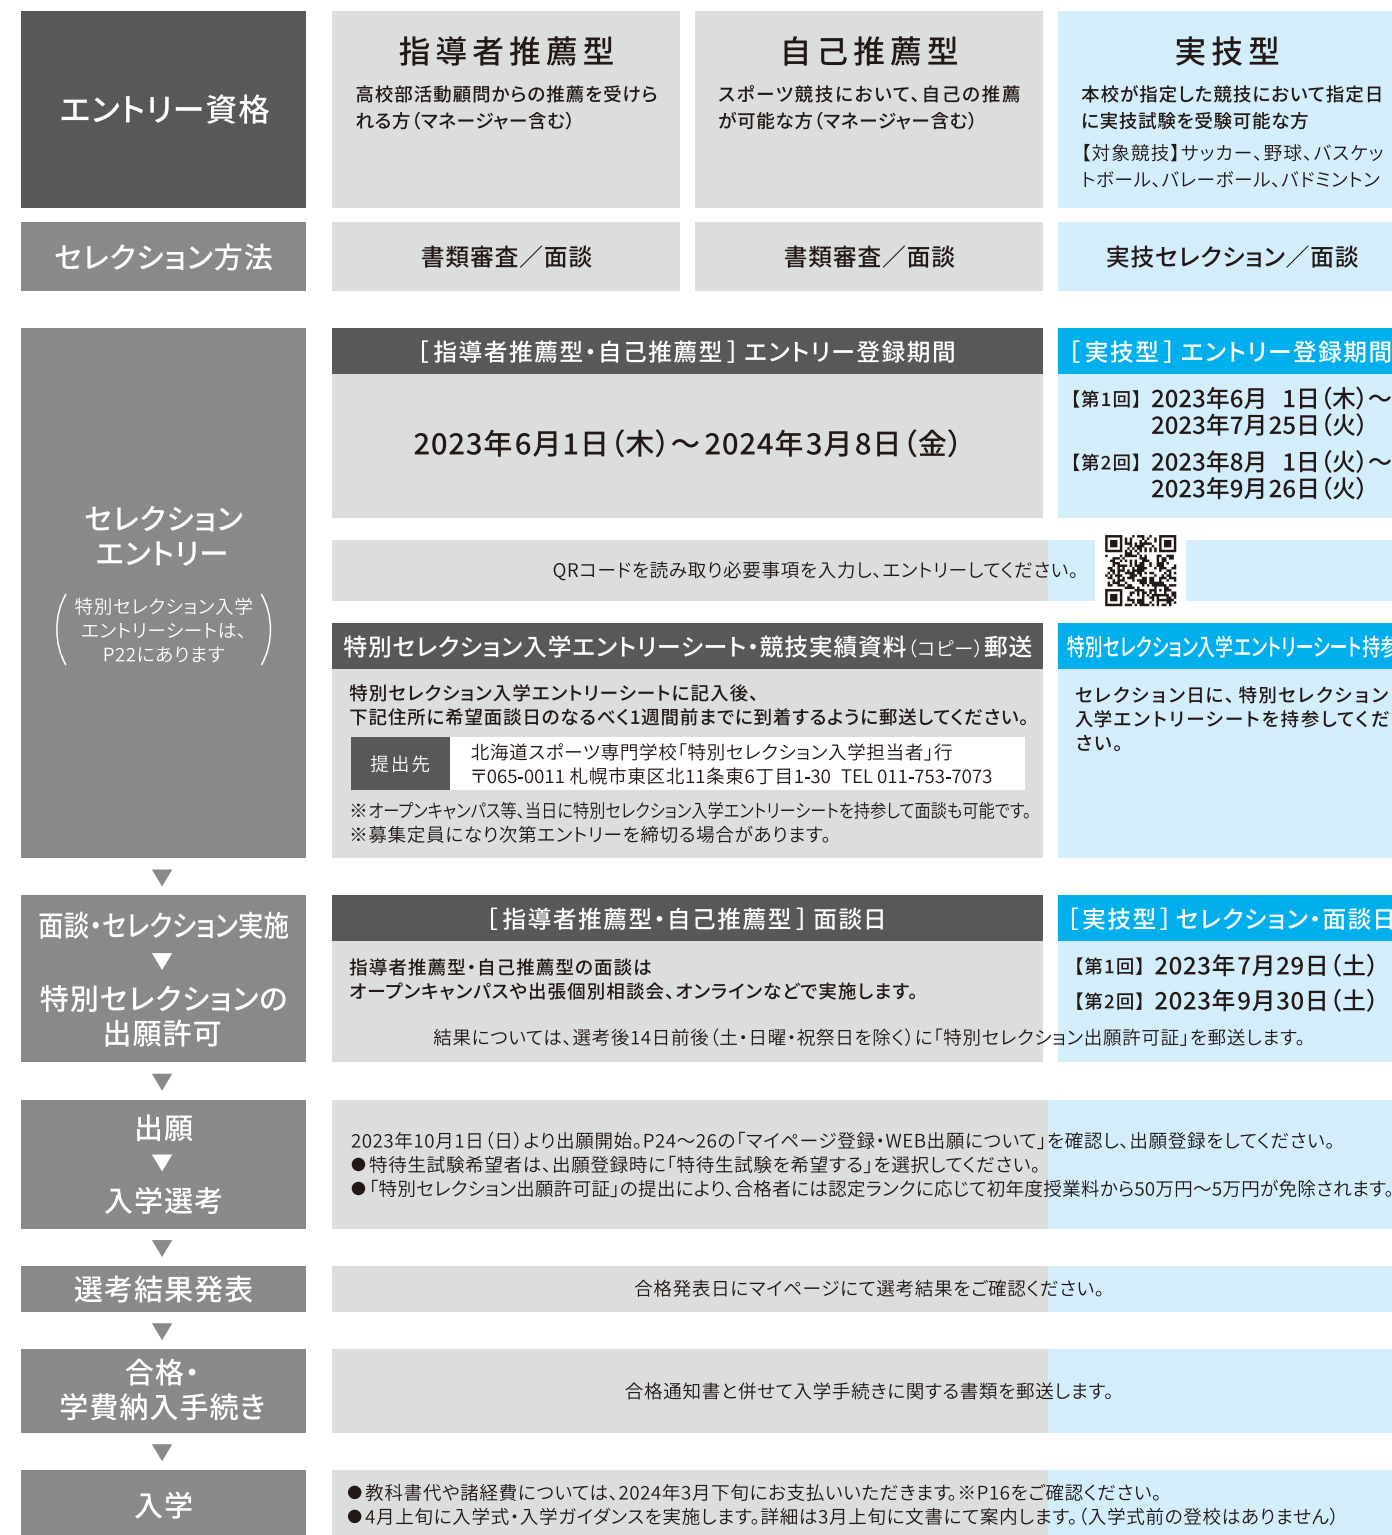 エントリー資格
指導者推薦型
高校部活動顧問からの推薦を受けら
れる方（マネージャー含む）
自己推薦型
スポーツ競技において、自己の推薦
が可能な方（マネージャー含む）
実技型
本校が指定した競技において指定日
に実技試験を受験可能な方
【対象競技】サッカー、野球、バスケッ
トボール、バレーボール、バドミントン
セレクション方法
書類審査／面談
書類審査／面談
実技セレクション／面談
セレクション
エントリー
（特別セレクション入学
エントリーシートは、
P22にあります）
［指導者推薦型・自己推薦型］エントリー登録期間
2023年6月1日（木）～2024年3月8日（金）
［実技型］エントリー登録期間
【第1回】2023年6月 1日（木）～
2023年7月25日（火）
【第2回】2023年8月 1日（火）～
2023年9月26日（火）
QRコードを読み取り必要事項を入力し、エントリーしてください。
特別セレクション入学エントリーシート・競技実績資料（コピー）郵送
特別セレクション入学エントリーシートに記入後、
下記住所に希望面談日のなるべく1週間前までに到着するように郵送してください。
提出先
北海道スポーツ専門学校「特別セレクション入学担当者」行
〒065-0011 札幌市東区北11条東6丁目1-30 TEL 011-753-7073
※オープンキャンパス等、当日に特別セレクション入学エントリーシートを持参して面談も可能です。
※募集定員になり次第エントリーを締切る場合があります。
特別セレクション入学エントリーシート持参
セレクション日に、特別セレクション
入学エントリーシートを持参してくだ
さい。
▼
面談・セレクション実施
▼
特別セレクションの
出願許可
［指導者推薦型・自己推薦型］面談日
指導者推薦型・自己推薦型の面談は
オープンキャンパスや出張個別相談会、オンラインなどで実施します。
［実技型］セレクション・面談日
【第1回】2023年7月29日（土）
【第2回】2023年9月30日（土）
結果については、選考後14日前後（土・日曜・祝祭日を除く）に「特別セレクション出願許可証」を郵送します。
▼
出願
▼
入学選考
2023年10月1日（日）より出願開始。P24～26の「マイページ登録・WEB出願について」を確認し、出願登録をしてください。
●特待生試験希望者は、出願登録時に「特待生試験を希望する」を選択してください。
●「特別セレクション出願許可証」の提出により、合格者には認定ランクに応じて初年度授業料から50万円～5万円が免除されます。
▼
選考結果発表
合格発表日にマイページにて選考結果をご確認ください。
▼
合格・
学費納入手続き
合格通知書と併せて入学手続きに関する書類を郵送します。
▼
入学
●教科書代や諸経費については、2024年3月下旬にお支払いいただきます。※P16をご確認ください。
●4月上旬に入学式・入学ガイダンスを実施します。詳細は3月上旬に文書にて案内します。（入学式前の登校はありません）